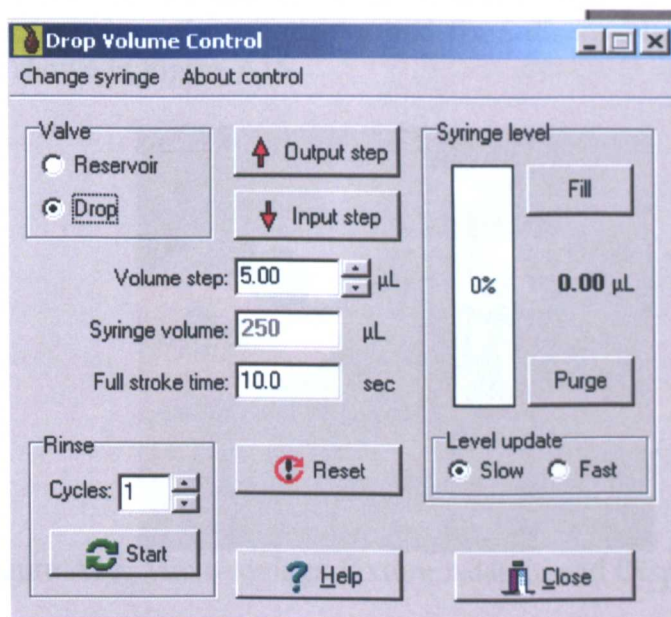 Drop Volume Control
Change syringe About control
Valve
Reservoir
Drop
Output step
Input step
Volume step: 5.00 µL
Syringe volume: 250 µL
Full stroke time: 10.0 sec
Syringe level
Fill
0% 0.00 µL
Purge
Level update
Slow Fast
Rinse
Cycles: 1
Start
Reset
Help
Close